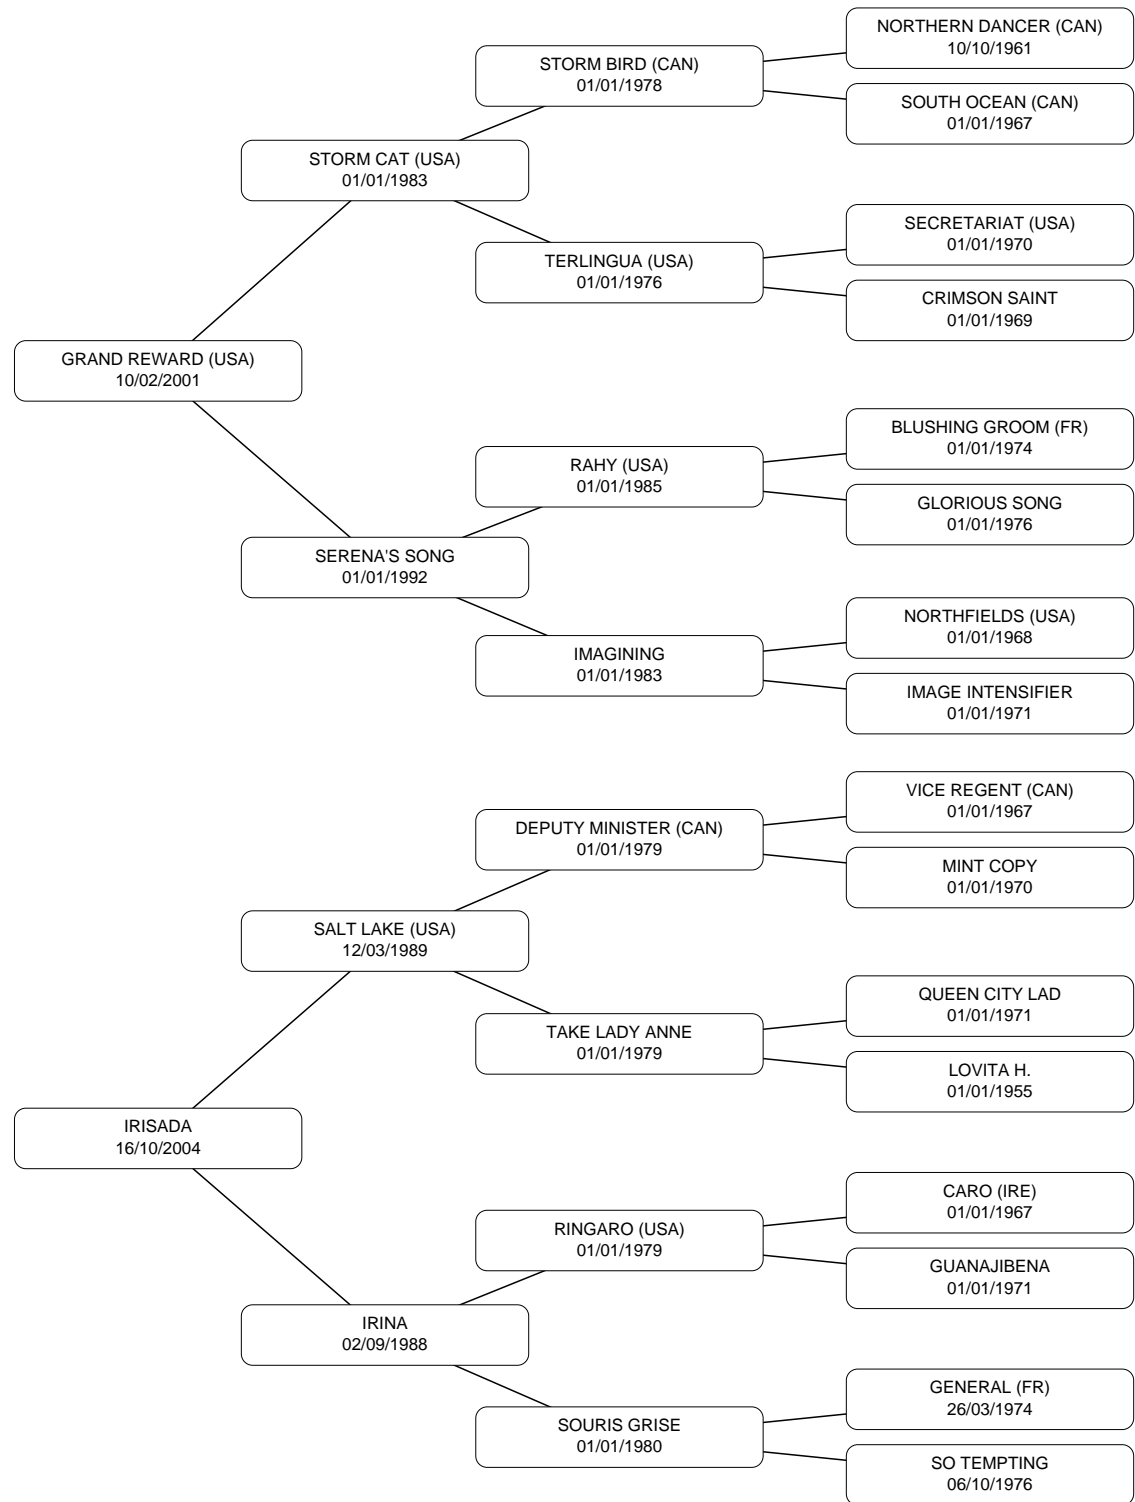 NORTHERN DANCER (CAN)
10/10/1961
STORM BIRD (CAN)
01/01/1978
SOUTH OCEAN (CAN)
01/01/1967
STORM CAT (USA)
01/01/1983
SECRETARIAT (USA)
01/01/1970
TERLINGUA (USA)
01/01/1976
CRIMSON SAINT
01/01/1969
GRAND REWARD (USA)
10/02/2001
BLUSHING GROOM (FR)
01/01/1974
RAHY (USA)
01/01/1985
GLORIOUS SONG
01/01/1976
SERENA'S SONG
01/01/1992
NORTHFIELDS (USA)
01/01/1968
IMAGINING
01/01/1983
IMAGE INTENSIFIER
01/01/1971
VICE REGENT (CAN)
01/01/1967
DEPUTY MINISTER (CAN)
01/01/1979
MINT COPY
01/01/1970
SALT LAKE (USA)
12/03/1989
QUEEN CITY LAD
01/01/1971
TAKE LADY ANNE
01/01/1979
LOVITA H.
01/01/1955
IRISADA
16/10/2004
CARO (IRE)
01/01/1967
RINGARO (USA)
01/01/1979
GUANAJIBENA
01/01/1971
IRINA
02/09/1988
GENERAL (FR)
26/03/1974
SOURIS GRISE
01/01/1980
SO TEMPTING
06/10/1976